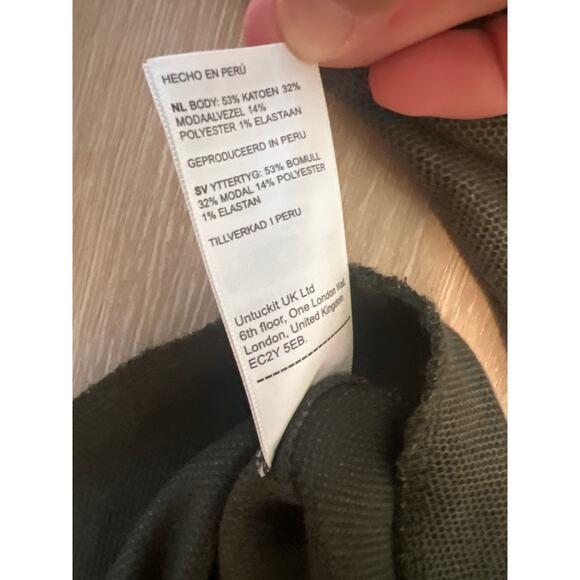 HECHO EN PERÚ
NL BODY: 53% KATOEN 32%
MODAALVEZEL 14%
POLYESTER 1% ELASTAAN
GEPRODUCEERD IN PERU
SV YTTERTYG: 53% BOMULL
32% MODAL 14% POLYESTER
1% ELASTAN
TILLVERKAD I PERU
Untuckit UK Ltd
6th floor, One London Wall,
London, United Kingdom,
EC2Y 5EB.